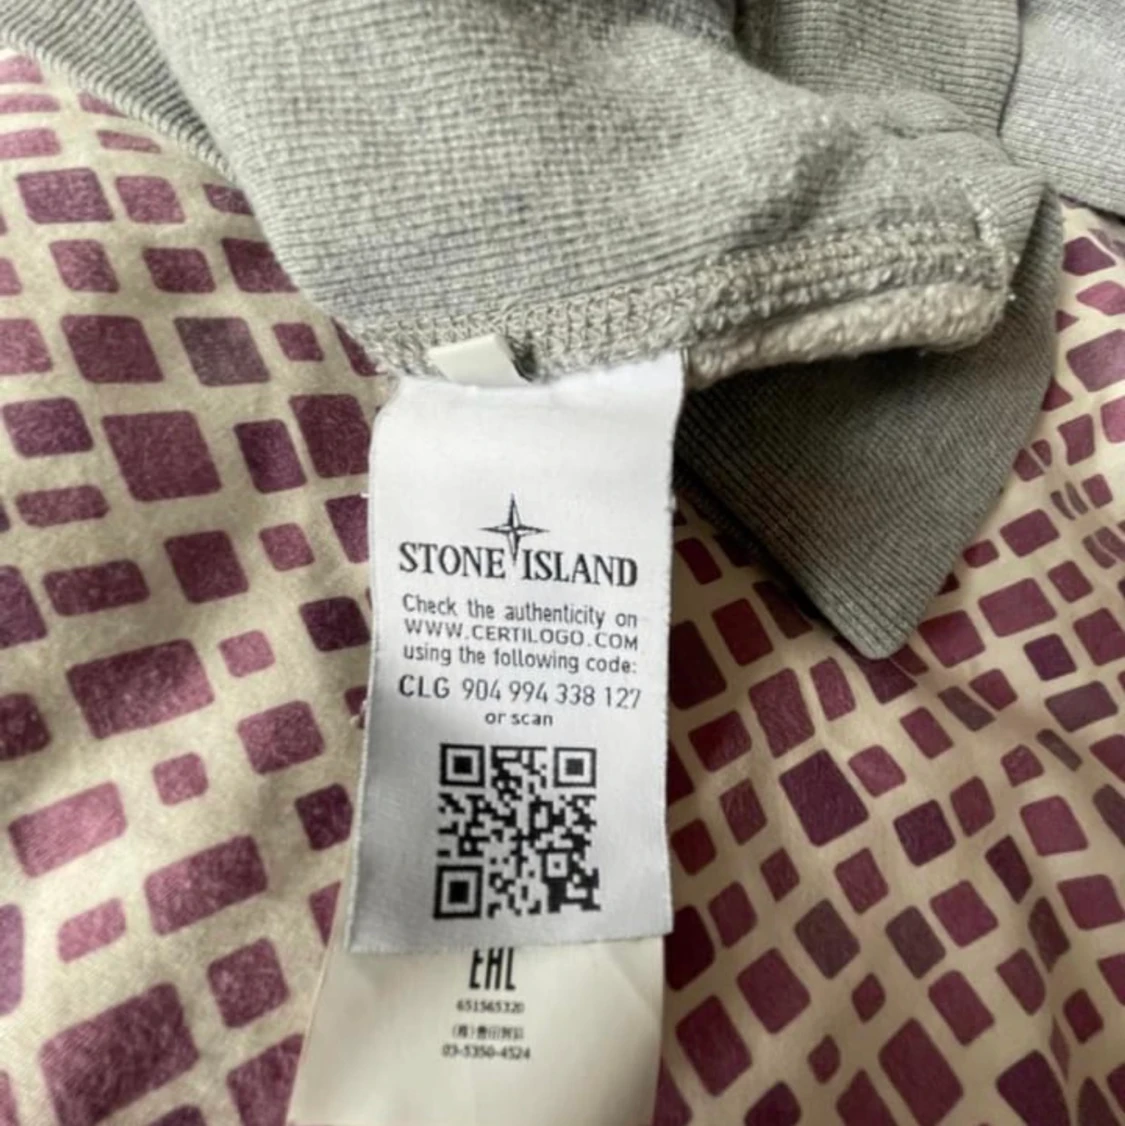 STONE ISLAND
Check the authenticity on
WWW.CERTILOGO.COM
using the following code:
CLG 904 994 338 127
or scan
EAC
651565320
03-5350-4524